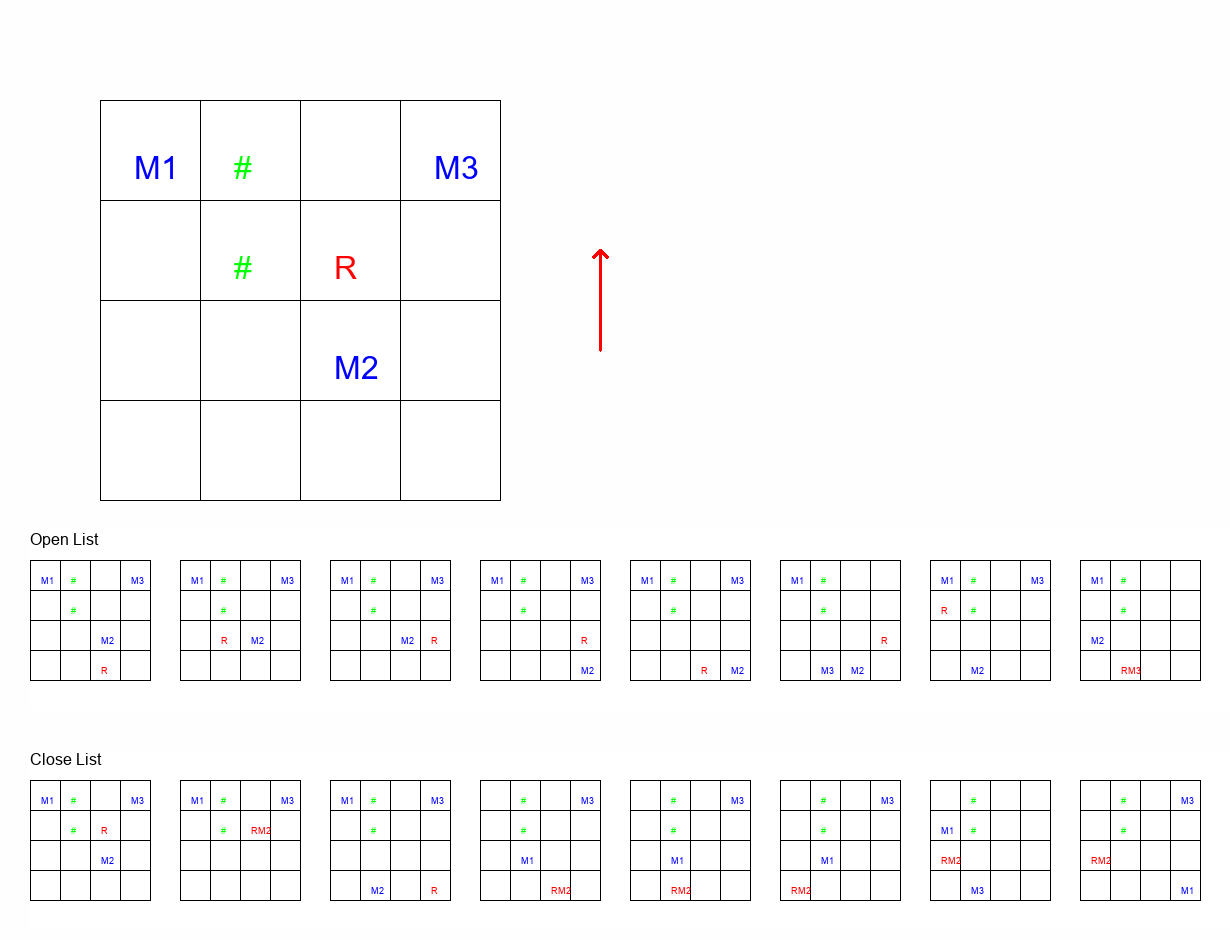 M1 # M3
# R
M2
Open List
M1 # M3 M1 # M3 M1 # M3 M1 # M3 M1 # M3 M1 # M1 # M3 M1 #
# # # # # # R # #
M2 R M2 M2 R R R M2
R M2 R M2 M3 M2 M2 RM3
Close List
M1 # M3 M1 # M3 M1 # M3 # M3 # M3 # M3 # # M3
# R # RM2 # # # # M1 # #
M2 M1 M1 M1 RM2 RM2
M2 R RM2 RM2 RM2 M3 M1